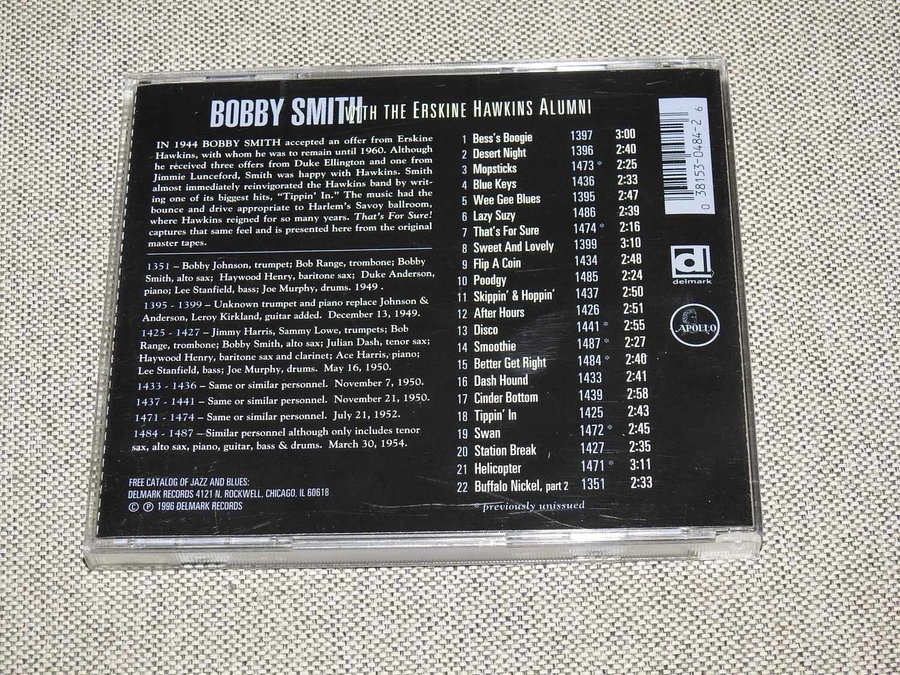 BOBBY SMITH WITH THE ERSKINE HAWKINS ALUMNI
IN 1944 BOBBY SMITH accepted an offer from Erskine
Hawkins, with whom he was to remain until 1960. Although
he received three offers from Duke Ellington and one from
Jimmie Lunceford, Smith was happy with Hawkins. Smith
almost immediately reinvigorated the Hawkins band by writ-
ing one of its biggest hits, "Tippin' In." The music had the
bounce and drive appropriate to Harlem's Savoy ballroom,
where Hawkins reigned for so many years. That's For Sure!
captures that same feel and is presented here from the original
master tapes.
1351 – Bobby Johnson, trumpet; Bob Range, trombone; Bobby
Smith, alto sax; Haywood Henry, baritone sax; Duke Anderson,
piano; Lee Stanfield, bass; Joe Murphy, drums. 1949.
1395 - 1399 – Unknown trumpet and piano replace Johnson &
Anderson, Leroy Kirkland, guitar added. December 13, 1949.
1425 - 1427 – Jimmy Harris, Sammy Lowe, trumpets; Bob
Range, trombone; Bobby Smith, alto sax; Julian Dash, tenor sax;
Haywood Henry, baritone sax and clarinet; Ace Harris, piano;
Lee Stanfield, bass; Joe Murphy, drums. May 16, 1950.
1433 - 1436 – Same or similar personnel. November 7, 1950.
1437 - 1441 – Same or similar personnel. November 21, 1950.
1471 - 1474 – Same or similar personnel. July 21, 1952.
1484 - 1487 – Similar personnel although only includes tenor
sax, alto sax, piano, guitar, bass & drums. March 30, 1954.
FREE CATALOG OF JAZZ AND BLUES:
DELMARK RECORDS 4121 N. ROCKWELL, CHICAGO, IL 60618
© ℗ 1996 DELMARK RECORDS
1 Bess's Boogie 1397 3:00
2 Desert Night 1396 2:40
3 Mopsticks 1473 * 2:25
4 Blue Keys 1436 2:33
5 Wee Gee Blues 1395 2:47
6 Lazy Suzy 1486 2:39
7 That's For Sure 1474 * 2:16
8 Sweet And Lovely 1399 3:10
9 Flip A Coin 1434 2:48
10 Poodgy 1485 2:24
11 Skippin' & Hoppin' 1437 2:50
12 After Hours 1426 2:51
13 Disco 1441 * 2:55
14 Smoothie 1487 * 2:27
15 Better Get Right 1484 * 2:40
16 Dash Hound 1433 2:41
17 Cinder Bottom 1439 2:58
18 Tippin' In 1425 2:43
19 Swan 1472 * 2:45
20 Station Break 1427 2:35
21 Helicopter 1471 * 3:11
22 Buffalo Nickel, part 2 1351 2:33
* previously unissued
0 38153-0484-2 6
d
delmark
APOLLO